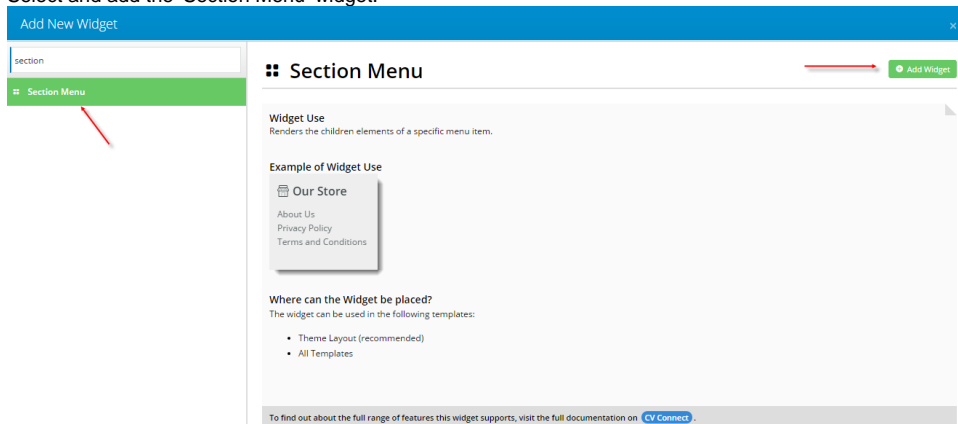 Select and add the 'Section Menu' widget.
Add New Widget
×
section
Section Menu
Section Menu
Add Widget
Widget Use
Renders the children elements of a specific menu item.
Example of Widget Use
Our Store
About Us
Privacy Policy
Terms and Conditions
Where can the Widget be placed?
The widget can be used in the following templates:
• Theme Layout (recommended)
• All Templates
To find out about the full range of features this widget supports, visit the full documentation on CV Connect .